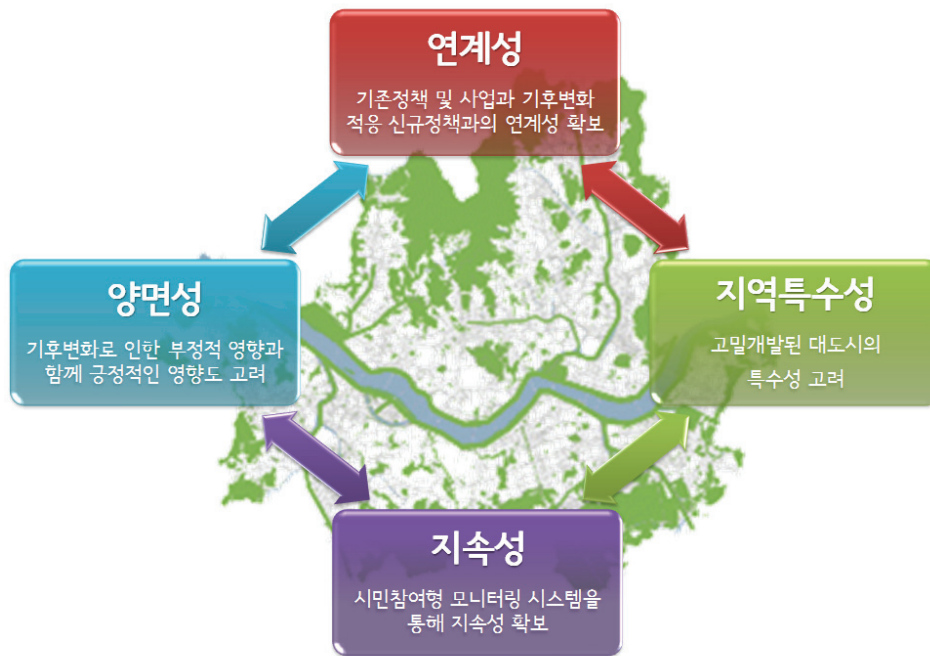 연계성
기존정책 및 사업과 기후변화
적응 신규정책과의 연계성 확보
양면성
기후변화로 인한 부정적 영향과
함께 긍정적인 영향도 고려
지역특수성
고밀개발된 대도시의
특수성 고려
지속성
시민참여형 모니터링 시스템을
통해 지속성 확보